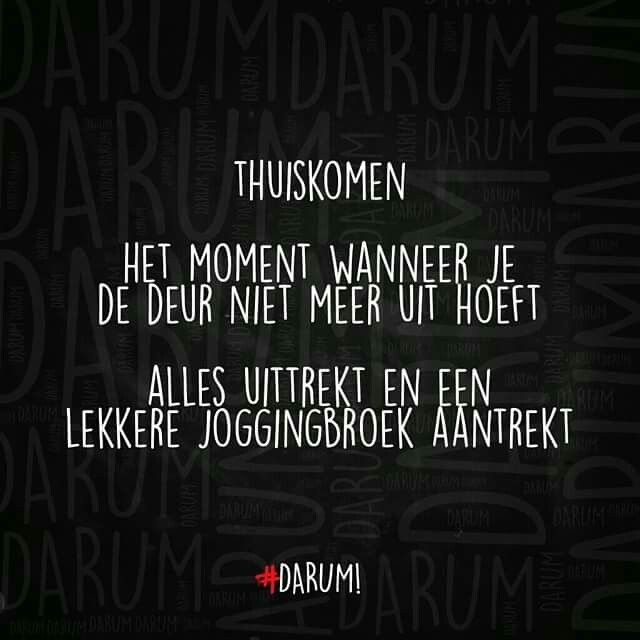 THUISKOMEN
HET MOMENT WANNEER JE
DE DEUR NIET MEER UIT HOEFT
ALLES UITTREKT EN EEN
LEKKERE JOGGINGBROEK AANTREKT
#DARUM!